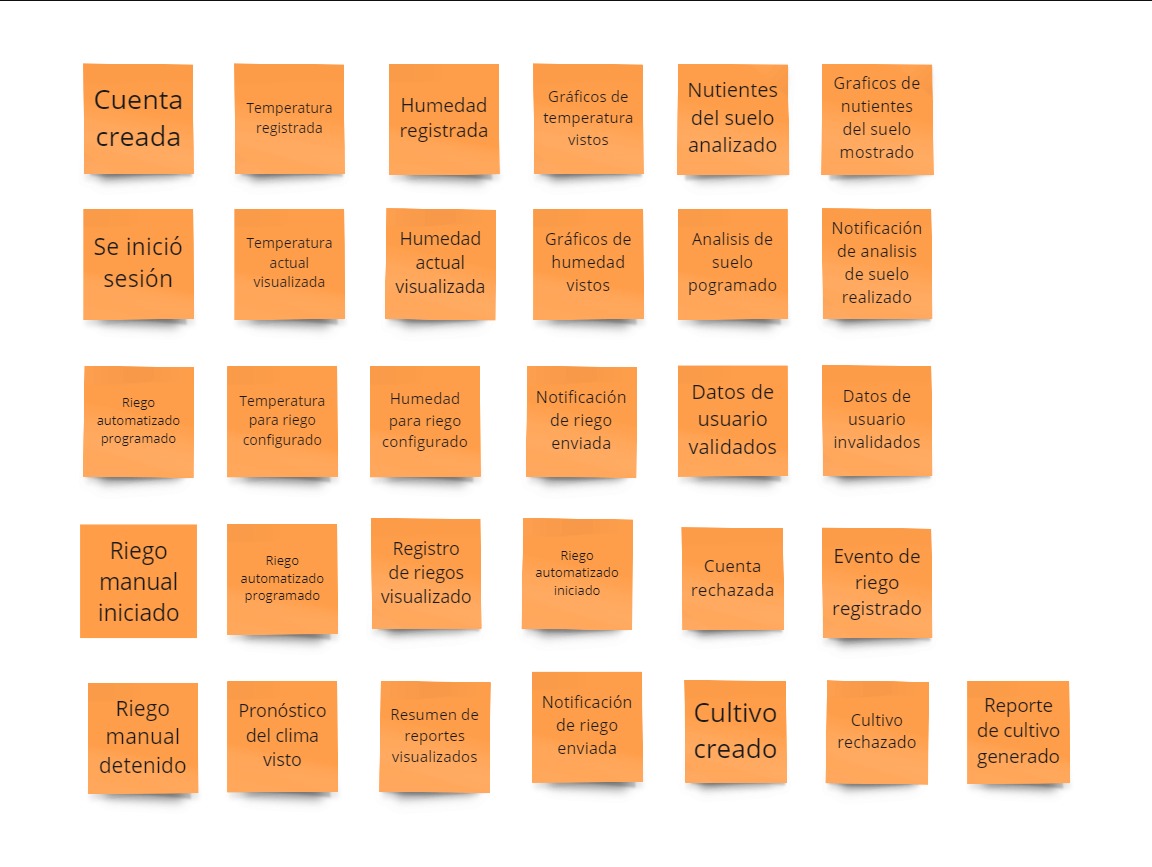 Cuenta
creada
Temperatura
registrada
Humedad
registrada
Gráficos de
temperatura
vistos
Nutientes
del suelo
analizado
Graficos de
nutientes
del suelo
mostrado
Se inició
sesión
Temperatura
actual
visualizada
Humedad
actual
visualizada
Gráficos de
humedad
vistos
Analisis de
suelo
pogramado
Notificación
de analisis
de suelo
realizado
Riego
automatizado
programado
Temperatura
para riego
configurado
Humedad
para riego
configurado
Notificación
de riego
enviada
Datos de
usuario
validados
Datos de
usuario
invalidados
Riego
manual
iniciado
Riego
automatizado
programado
Registro
de riegos
visualizado
Riego
automatizado
iniciado
Cuenta
rechazada
Evento de
riego
registrado
Riego
manual
detenido
Pronóstico
del clima
visto
Resumen de
reportes
visualizados
Notificación
de riego
enviada
Cultivo
creado
Cultivo
rechazado
Reporte
de cultivo
generado